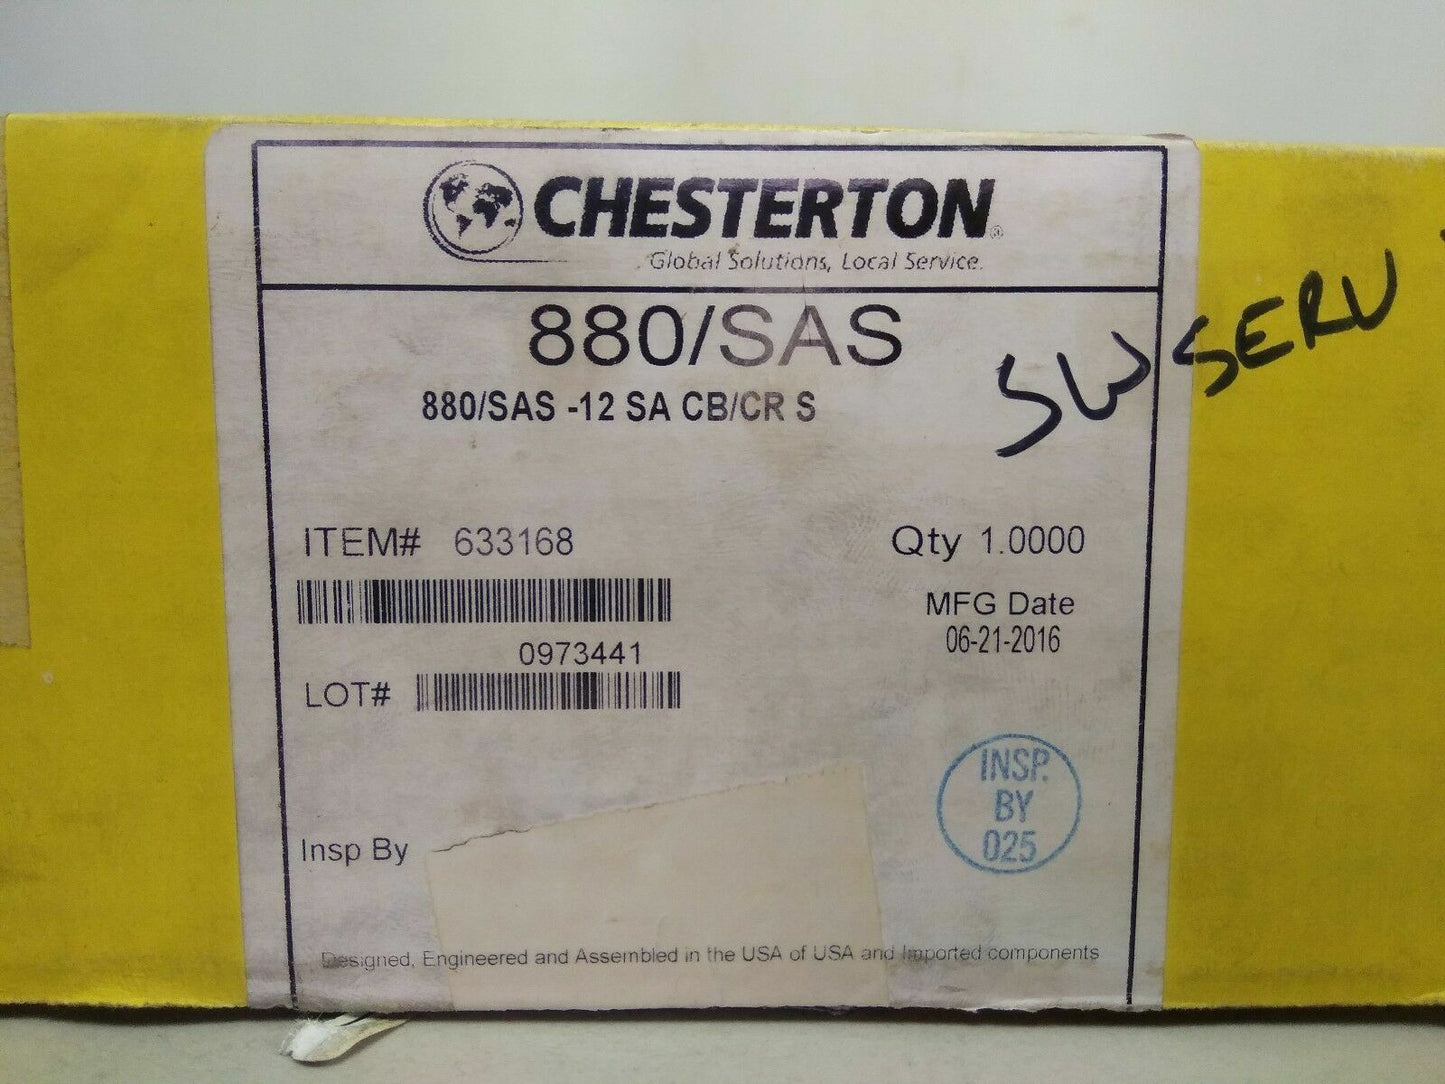 CHESTERTON®
Global Solutions, Local Service.
880/SAS
880/SAS -12 SA CB/CR S
SW SERV
ITEM# 633168
Qty 1.0000
MFG Date
06-21-2016
0973441
LOT#
INSP.
BY
025
Insp By
Designed, Engineered and Assembled in the USA of USA and Imported components